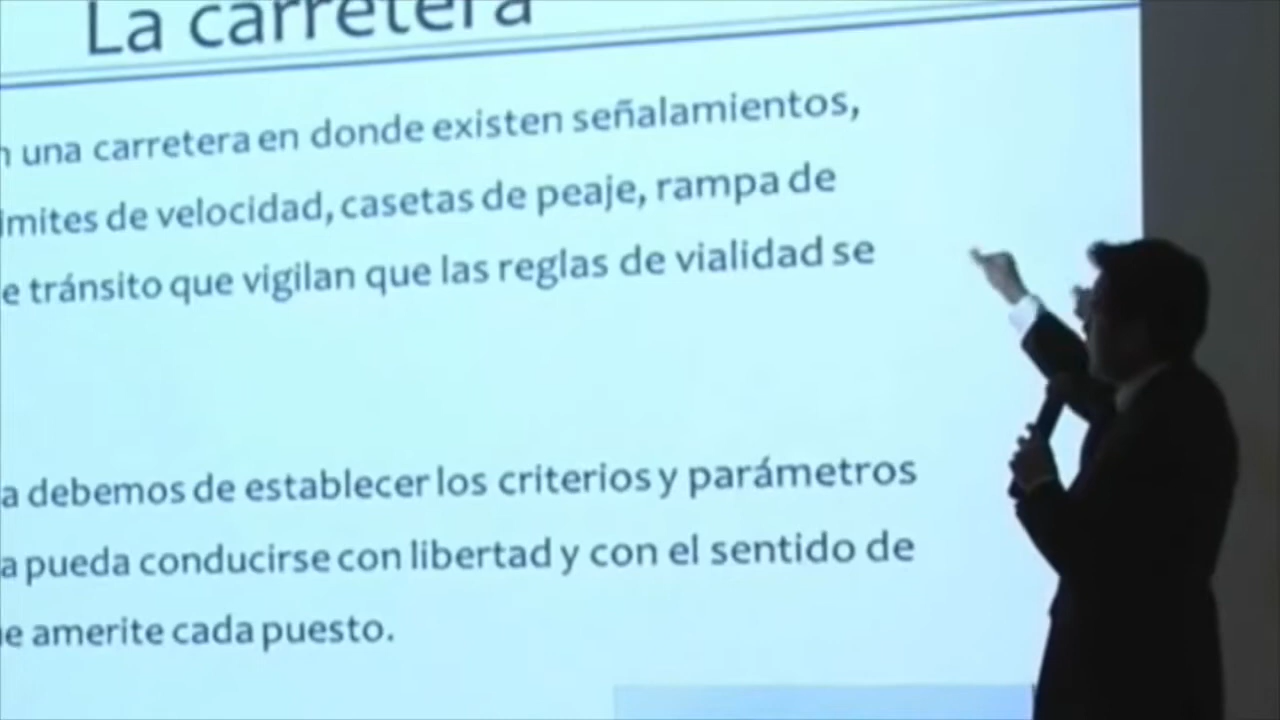 La carretera
una carretera en donde existen señalamientos,
de velocidad, casetas de peaje, rampa de
tránsito que vigilan que las reglas de vialidad se
debemos de establecer los criterios y parámetros
pueda conducirse con libertad y con el sentido de
amerite cada puesto.